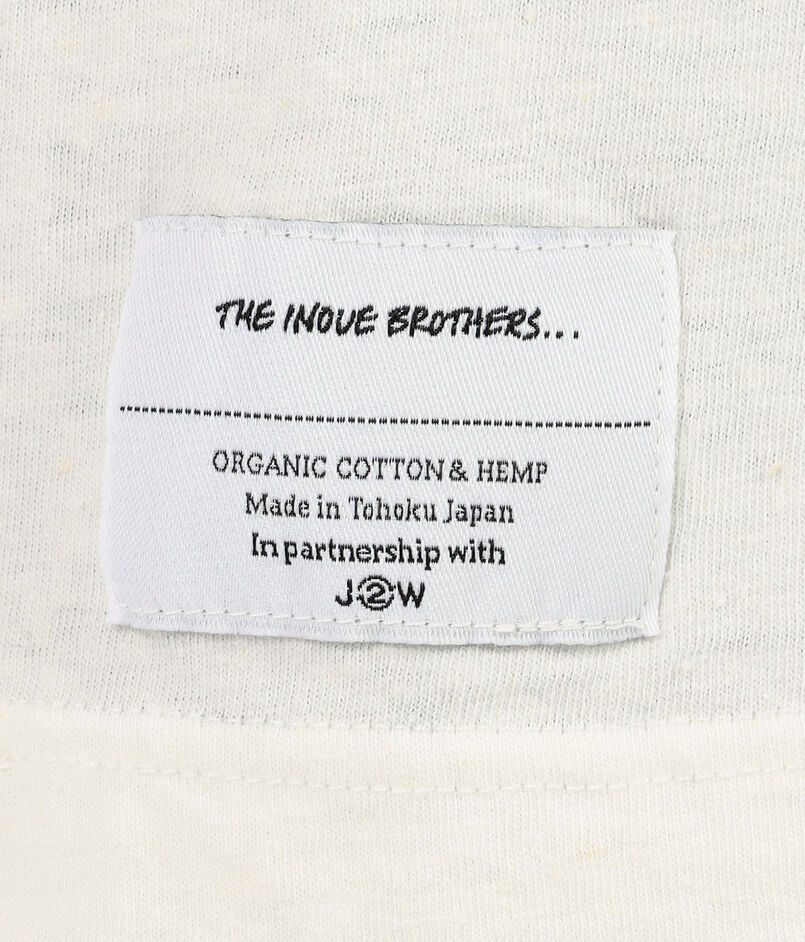 THE INOUE BROTHERS...
ORGANIC COTTON & HEMP
Made in Tohoku Japan
In partnership with
J②W